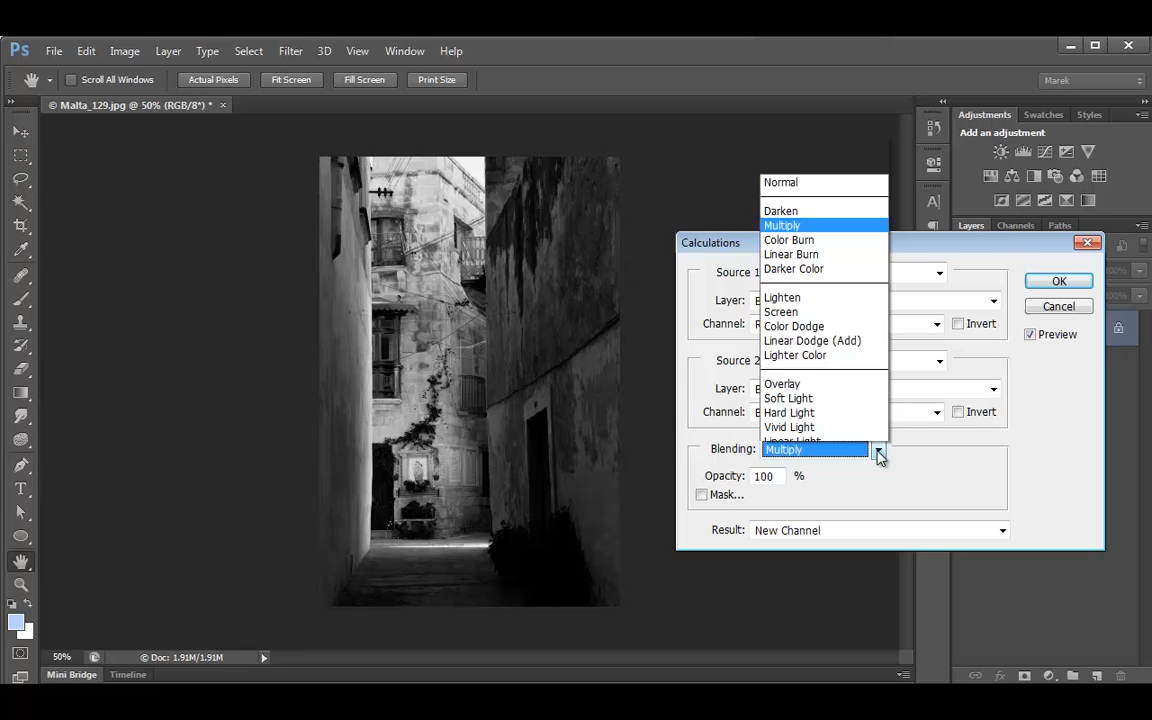 Ps File Edit Image Layer Type Select Filter 3D View Window Help
Scroll All Windows Actual Pixels Fit Screen Fill Screen Print Size Marek
© Malta_129.jpg @ 50% (RGB/8*) * ×
Adjustments Swatches Styles
Add an adjustment
Layers Channels Paths
Calculations
Source 1
Layer:
Channel:
Invert
Source 2
Layer:
Channel:
Invert
OK
Cancel
Preview
Normal
Darken
Multiply
Color Burn
Linear Burn
Darker Color
Lighten
Screen
Color Dodge
Linear Dodge (Add)
Lighter Color
Overlay
Soft Light
Hard Light
Vivid Light
Linear Light
Blending: Multiply
Opacity: 100 %
Mask...
Result: New Channel
50% © Doc: 1.91M/1.91M
Mini Bridge Timeline